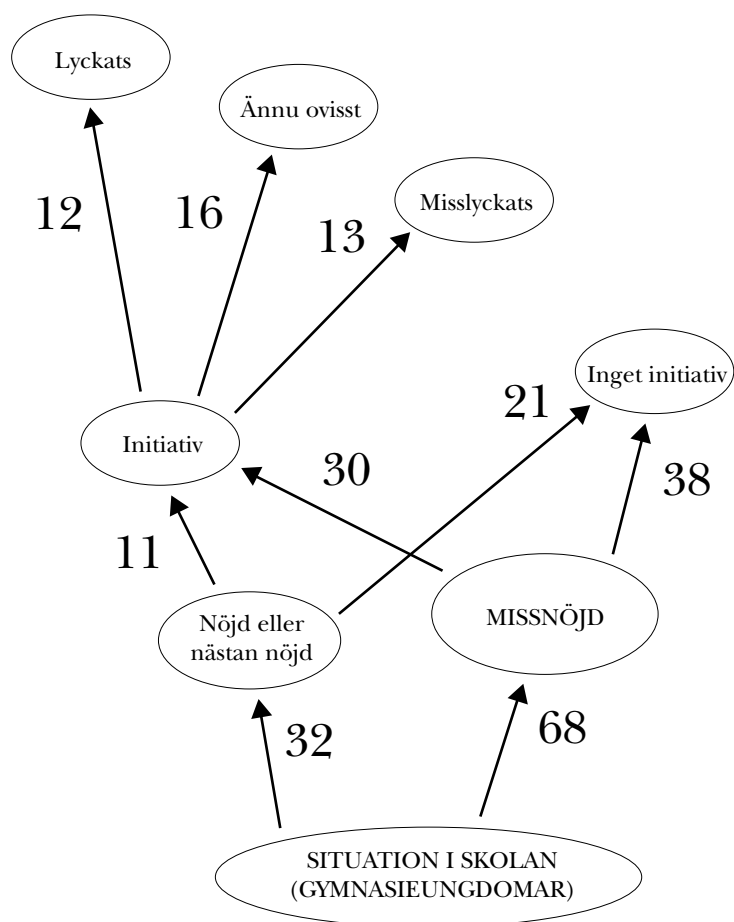 Lyckats
Ännu ovisst
Misslyckats
12
16
13
Inget initiativ
21
Initiativ
30
38
11
Nöjd eller
nästan nöjd
MISSNÖJD
32
68
SITUATION I SKOLAN
(GYMNASIEUNGDOMAR)